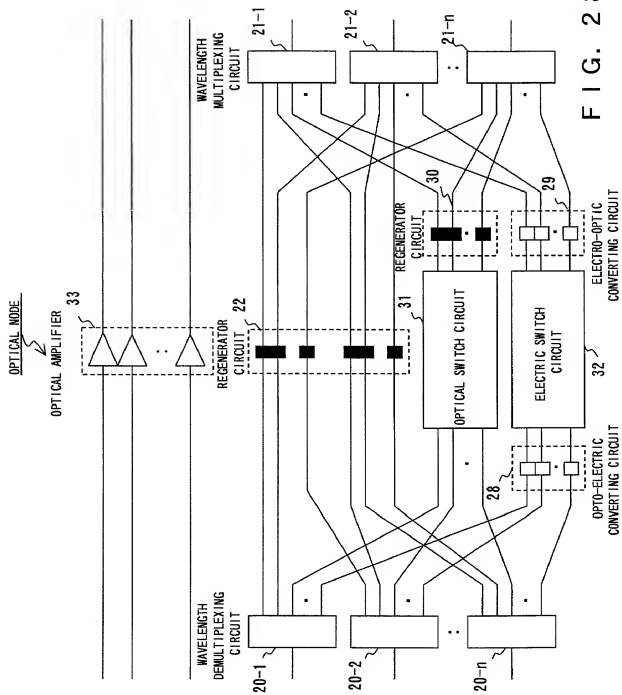 OPTICAL NODE
OPTICAL AMPLIFIER
33
WAVELENGTH
DEMULTIPLEXING
CIRCUIT
REGENERATOR
CIRCUIT
22
WAVELENGTH
MULTIPLEXING
CIRCUIT
20-1
21-1
20-2
21-2
20-n
21-n
REGENERATOR
CIRCUIT
30
OPTICAL SWITCH CIRCUIT
31
28
OPTO-ELECTRIC
CONVERTING CIRCUIT
ELECTRIC SWITCH
CIRCUIT
32
29
ELECTRO-OPTIC
CONVERTING CIRCUIT
FIG. 2